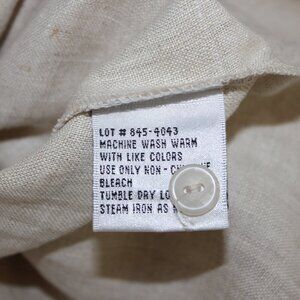 LOT # 845-4043
MACHINE WASH WARM
WITH LIKE COLORS
USE ONLY NON-
BLEACH
TUMBLE DRY
STEAM IRON AS